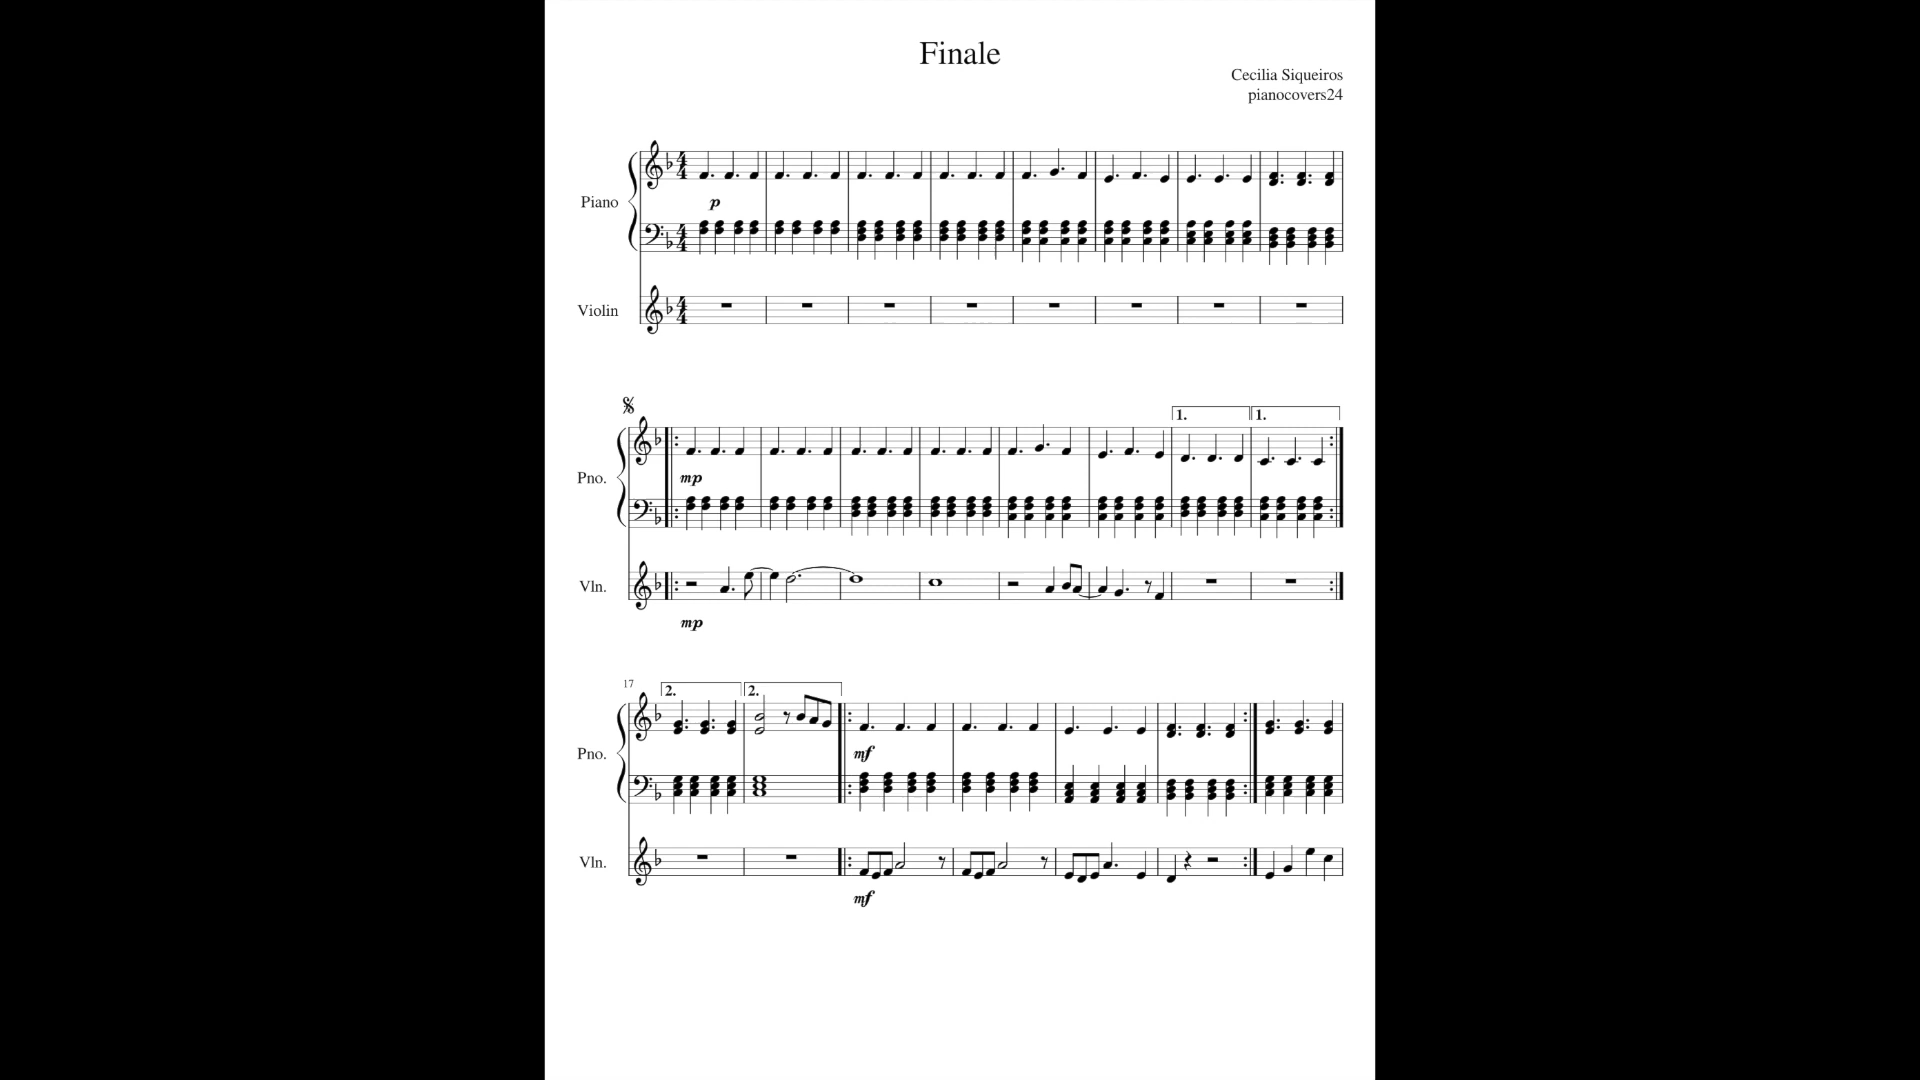 Finale
Cecilia Siqueiros
pianocovers24
Piano
p
Violin
Pno.
mp
1.
1.
Vln.
mp
17
2.
2.
Pno.
mf
Vln.
mf